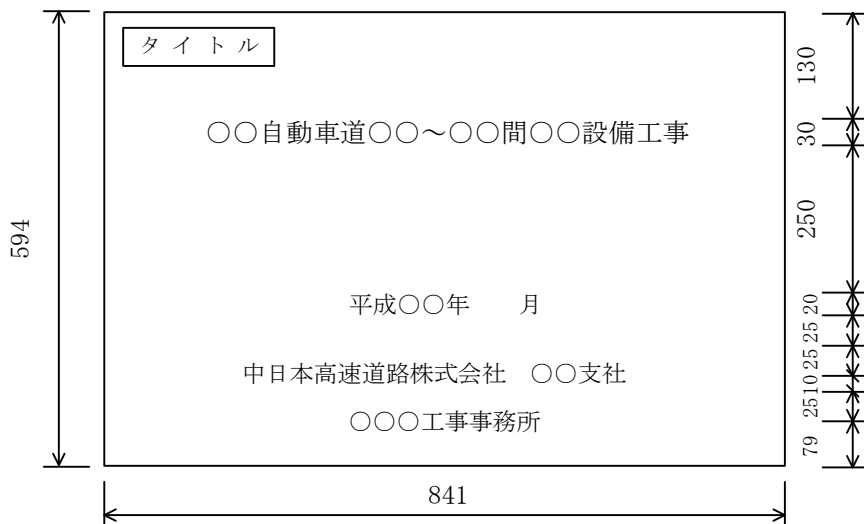 タイトル
○○自動車道○○～○○間○○設備工事
平成○○年　　月
中日本高速道路株式会社　○○支社
○○○工事事務所
594
841
130
30
250
20
25
25
10
25
79